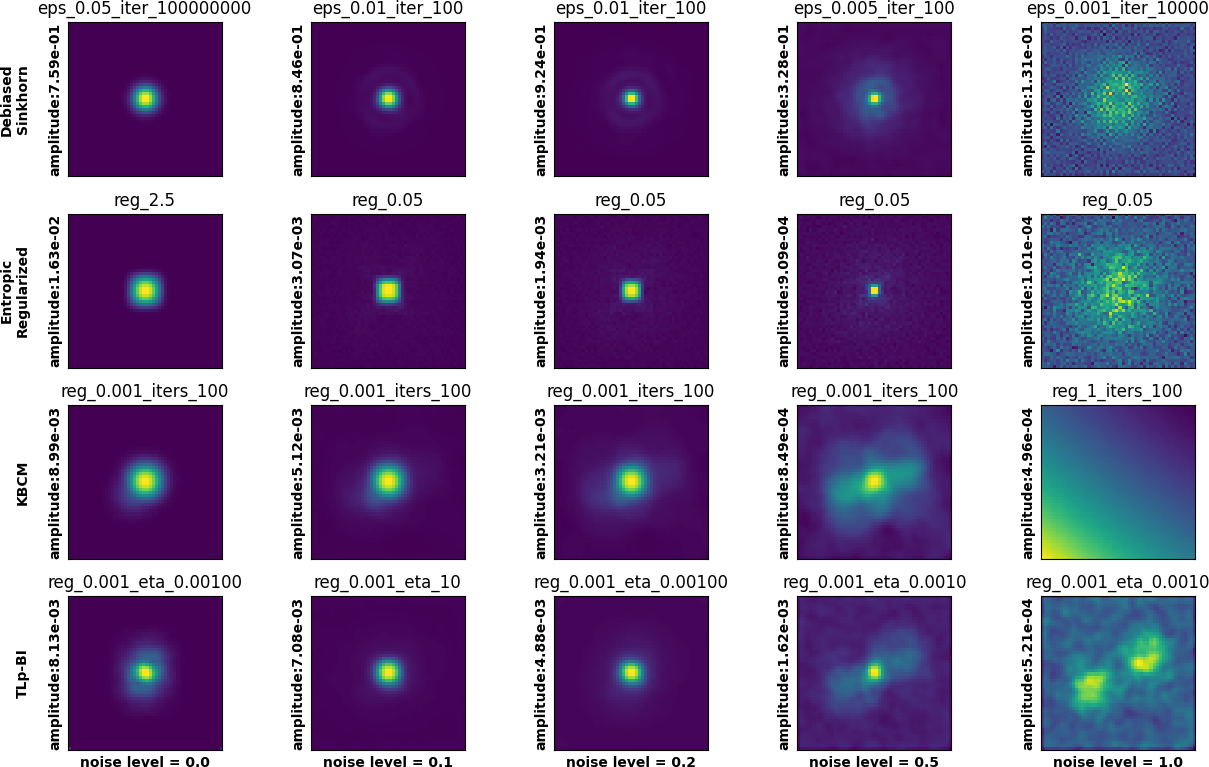 eps_0.05_iter_100000000
eps_0.01_iter_100
eps_0.01_iter_100
eps_0.005_iter_100
eps_0.001_iter_10000
Debiased
Sinkhorn
amplitude:7.59e-01
amplitude:8.46e-01
amplitude:9.24e-01
amplitude:3.28e-01
amplitude:1.31e-01
reg_2.5
reg_0.05
reg_0.05
reg_0.05
reg_0.05
Entropic
Regularized
amplitude:1.63e-02
amplitude:3.07e-03
amplitude:1.94e-03
amplitude:9.09e-04
amplitude:1.01e-04
reg_0.001_iters_100
reg_0.001_iters_100
reg_0.001_iters_100
reg_0.001_iters_100
reg_1_iters_100
KBCM
amplitude:8.99e-03
amplitude:5.12e-03
amplitude:3.21e-03
amplitude:8.49e-04
amplitude:4.96e-04
reg_0.001_eta_0.00100
reg_0.001_eta_10
reg_0.001_eta_0.00100
reg_0.001_eta_0.0010
reg_0.001_eta_0.0010
TLp-BI
amplitude:8.13e-03
amplitude:7.08e-03
amplitude:4.88e-03
amplitude:1.62e-03
amplitude:5.21e-04
noise level = 0.0
noise level = 0.1
noise level = 0.2
noise level = 0.5
noise level = 1.0